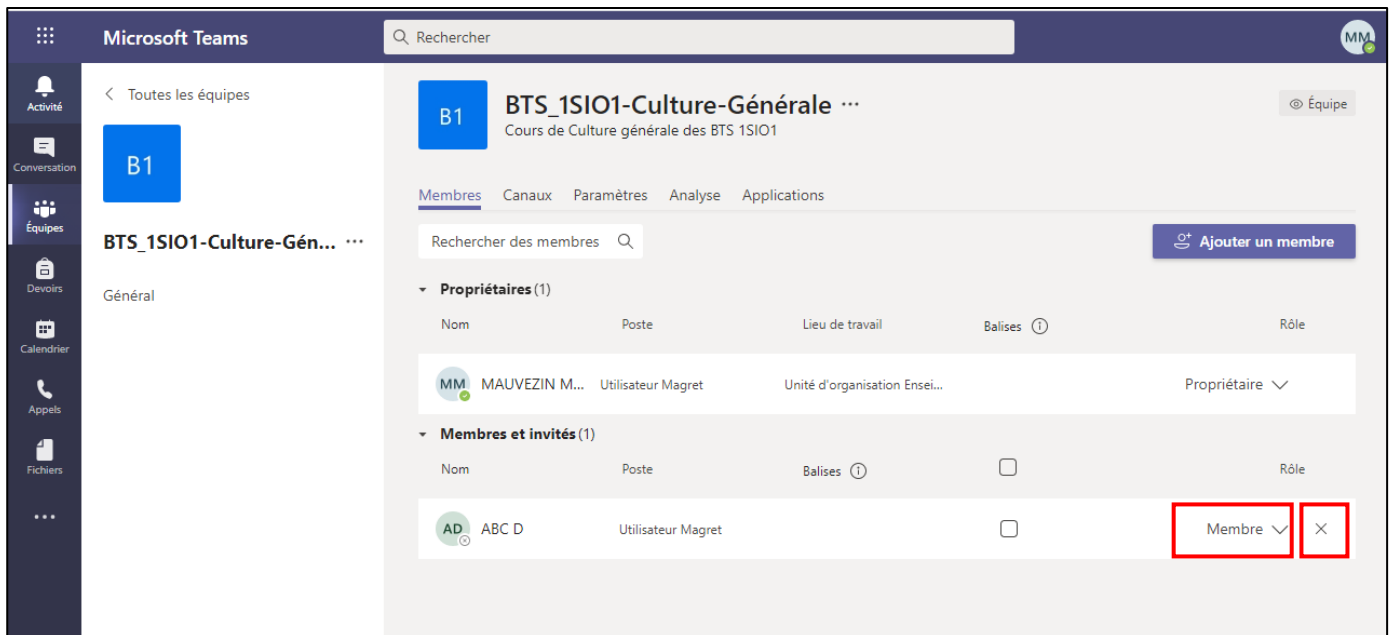 Microsoft Teams
Rechercher
MM
Activité
Conversation
Équipes
Devoirs
Calendrier
Appels
Fichiers
Toutes les équipes
B1
BTS_1SIO1-Culture-Gén... ...
Général
B1
BTS_1SIO1-Culture-Générale ...
Cours de Culture générale des BTS 1SIO1
Équipe
Membres Canaux Paramètres Analyse Applications
Rechercher des membres
Ajouter un membre
Propriétaires (1)
Nom Poste Lieu de travail Balises Rôle
MM MAUVEZIN M... Utilisateur Magret Unité d'organisation Ensei... Propriétaire
Membres et invités (1)
Nom Poste Balises Rôle
AD ABC D Utilisateur Magret Membre